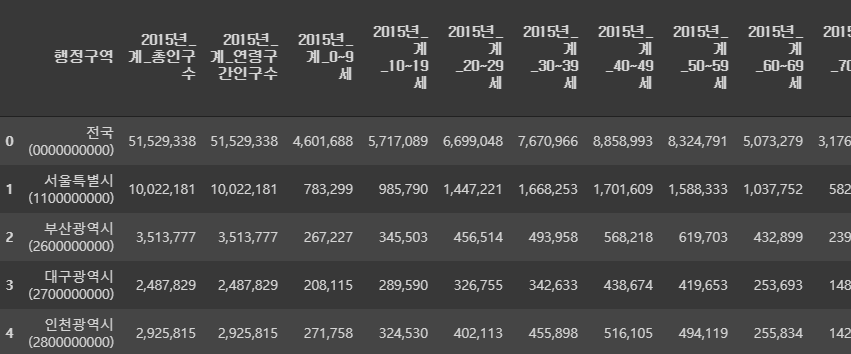 행정구역 2015년_계_총인구수 2015년_계_연령구간인구수 2015년_계_0~9세 2015년_계_10~19세 2015년_계_20~29세 2015년_계_30~39세 2015년_계_40~49세 2015년_계_50~59세 2015년_계_60~69세
0 전국 (0000000000) 51,529,338 51,529,338 4,601,688 5,717,089 6,699,048 7,670,966 8,858,993 8,324,791 5,073,279 3,176
1 서울특별시 (1100000000) 10,022,181 10,022,181 783,299 985,790 1,447,221 1,668,253 1,701,609 1,588,333 1,037,752 582
2 부산광역시 (2600000000) 3,513,777 3,513,777 267,227 345,503 456,514 493,958 568,218 619,703 432,899 239
3 대구광역시 (2700000000) 2,487,829 2,487,829 208,115 289,590 326,755 342,633 438,674 419,653 253,693 148
4 인천광역시 (2800000000) 2,925,815 2,925,815 271,758 324,530 402,113 455,898 516,105 494,119 255,834 142